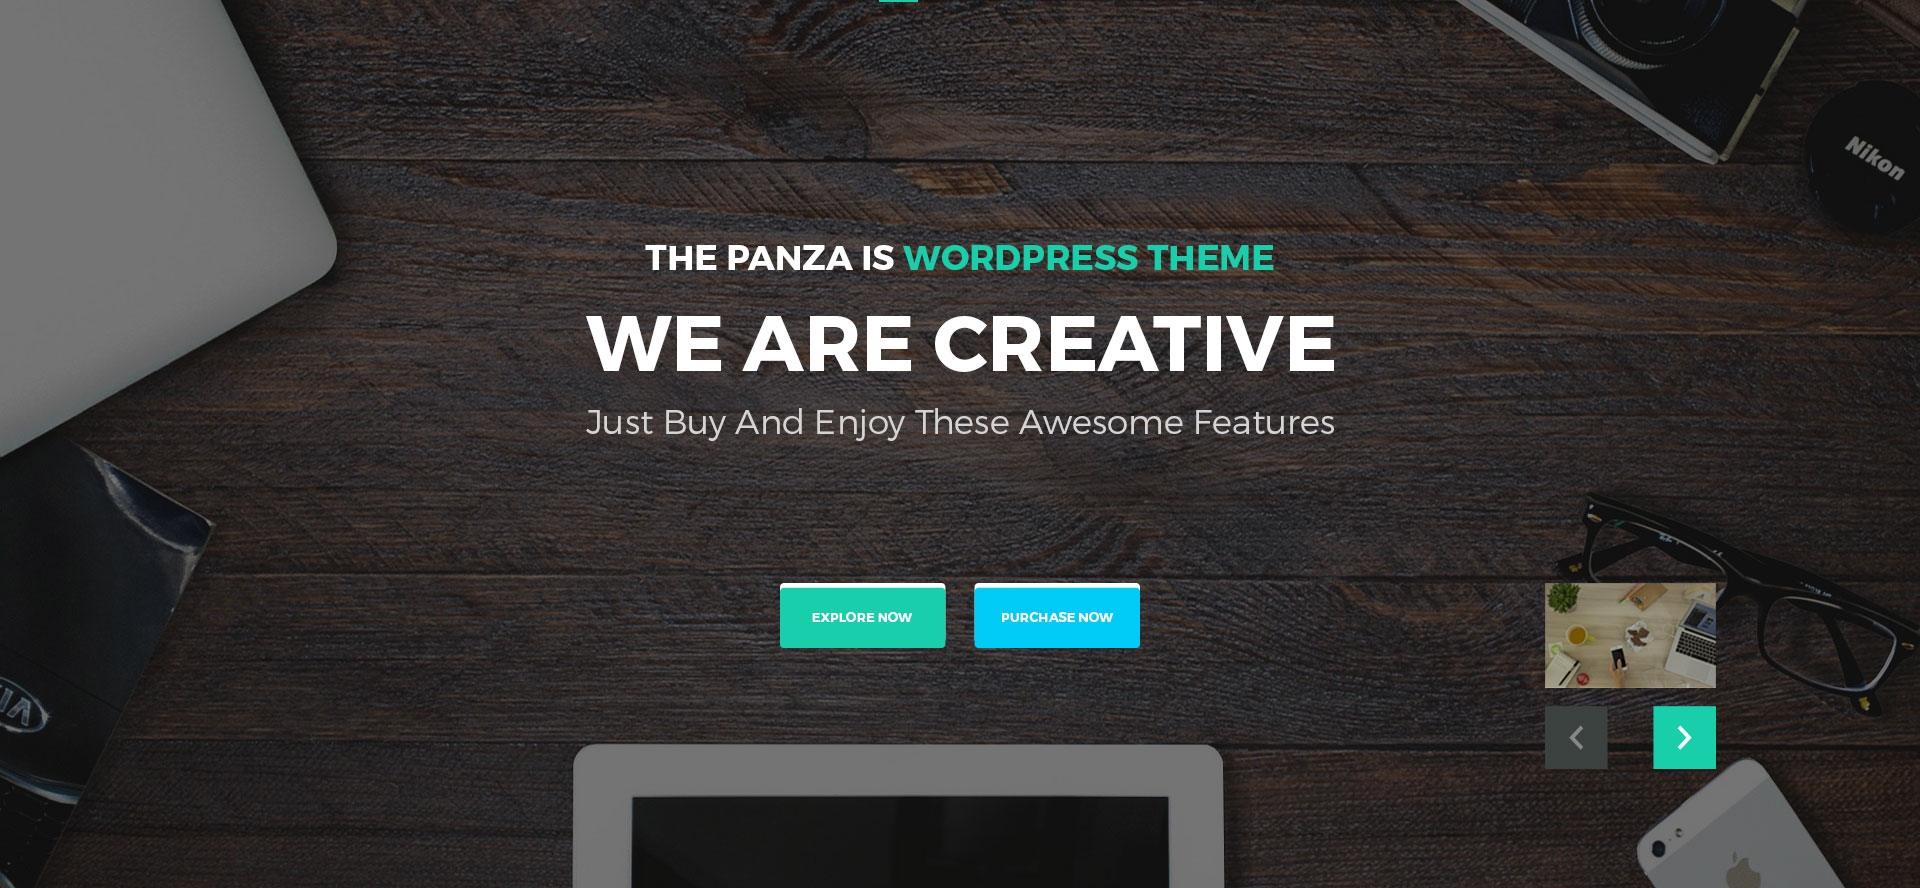 Nikon
THE PANZA IS WORDPRESS THEME
WE ARE CREATIVE
Just Buy And Enjoy These Awesome Features
EXPLORE NOW
PURCHASE NOW